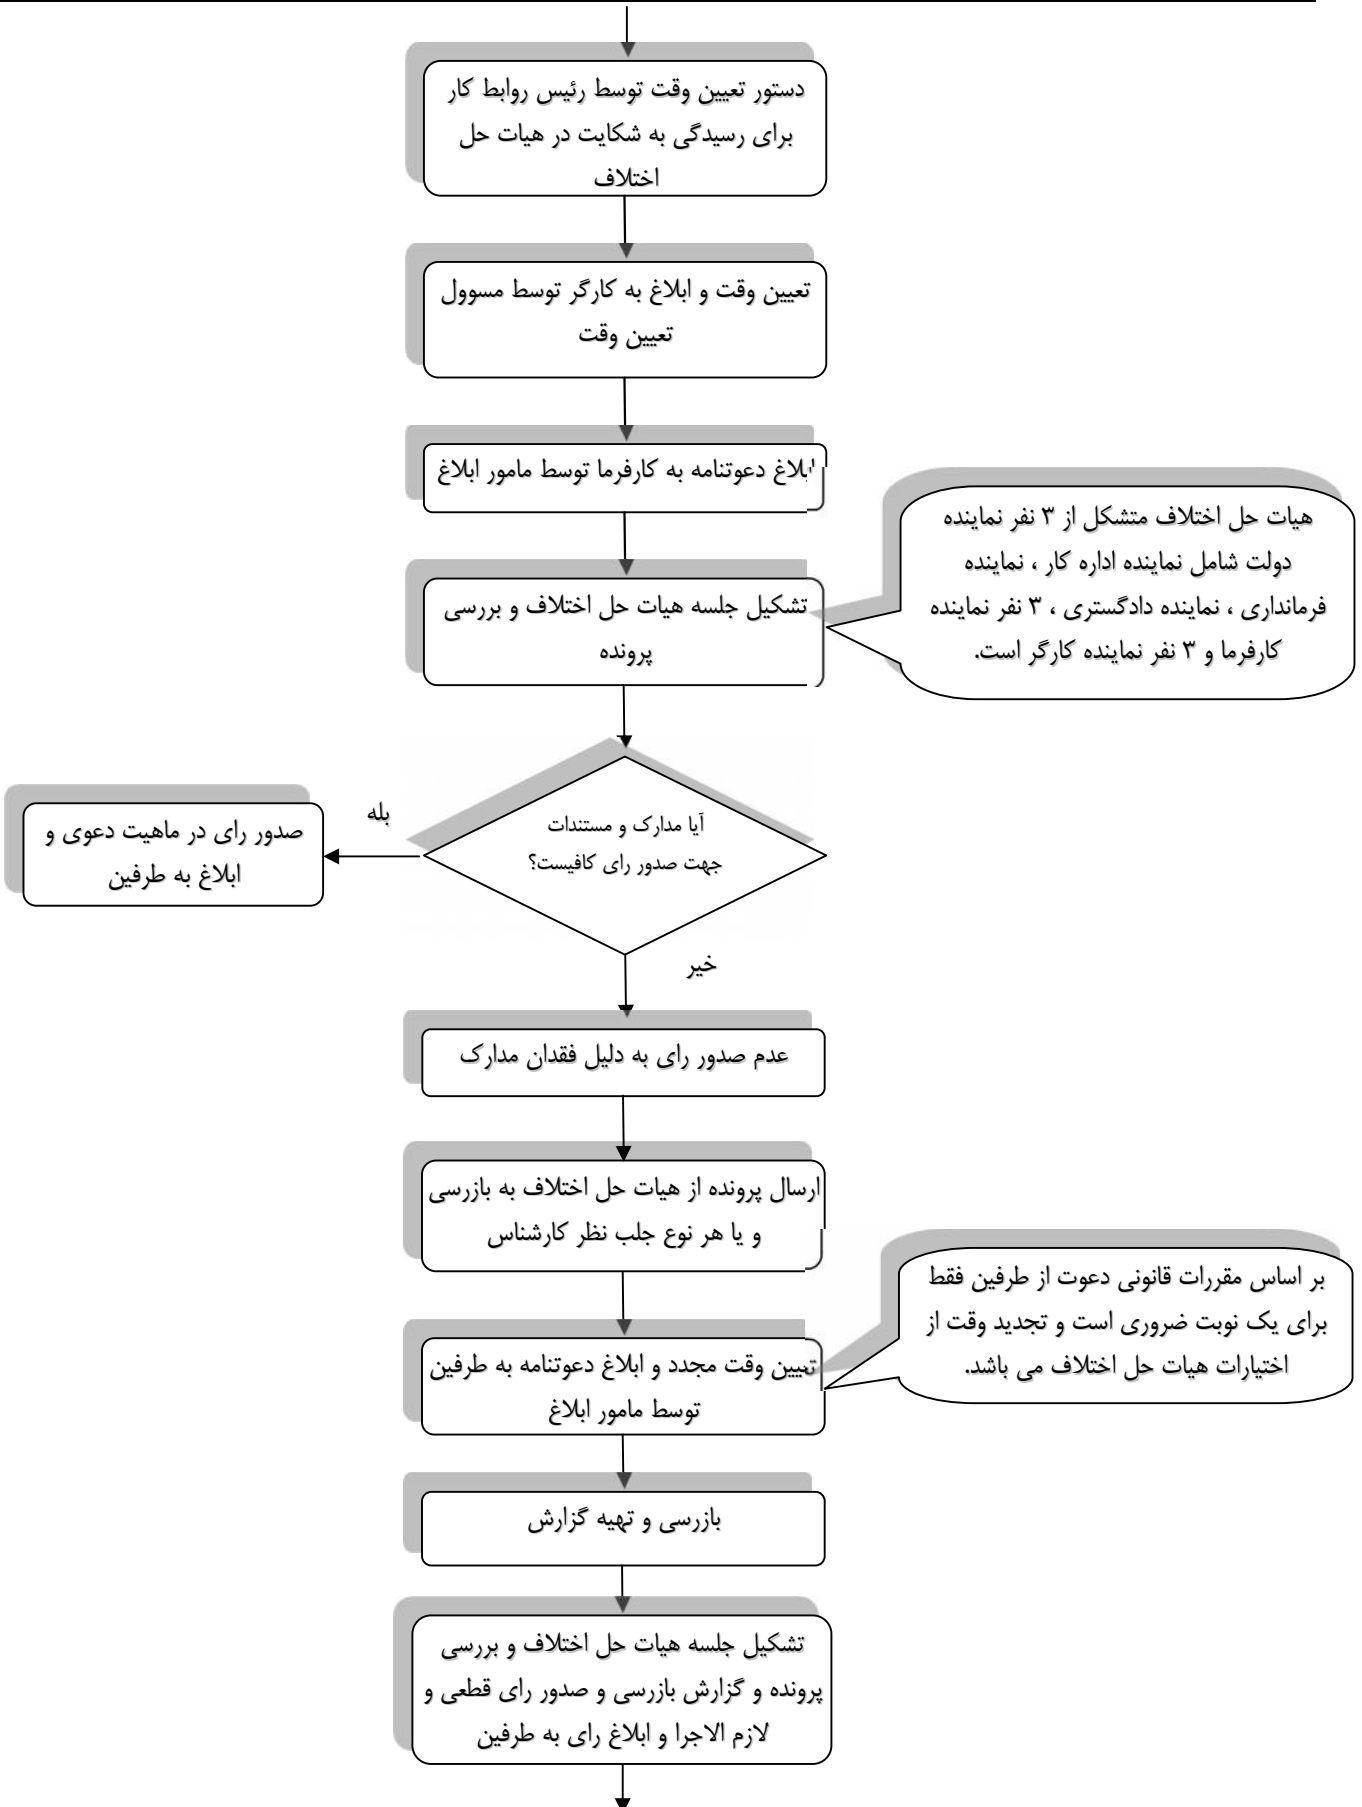 دستور تعیین وقت توسط رئیس روابط کار
برای رسیدگی به شکایت در هیات حل
اختلاف
تعیین وقت و ابلاغ به کارگر توسط مسوول
تعیین وقت
ابلاغ دعوتنامه به کارفرما توسط مامور ابلاغ
تشکیل جلسه هیات حل اختلاف و بررسی
پرونده
هیات حل اختلاف متشکل از ۳ نفر نماینده
دولت شامل نماینده اداره کار ، نماینده
فرمانداری ، نماینده دادگستری ، ۳ نفر نماینده
کارفرما و ۳ نفر نماینده کارگر است.
آیا مدارک و مستندات
جهت صدور رای کافیست؟
بله
صدور رای در ماهیت دعوی و
ابلاغ به طرفین
خیر
عدم صدور رای به دلیل فقدان مدارک
ارسال پرونده از هیات حل اختلاف به بازرسی
و یا هر نوع جلب نظر کارشناس
تعیین وقت مجدد و ابلاغ دعوتنامه به طرفین
توسط مامور ابلاغ
بر اساس مقررات قانونی دعوت از طرفین فقط
برای یک نوبت ضروری است و تجدید وقت از
اختیارات هیات حل اختلاف می باشد.
بازرسی و تهیه گزارش
تشکیل جلسه هیات حل اختلاف و بررسی
پرونده و گزارش بازرسی و صدور رای قطعی و
لازم الاجرا و ابلاغ رای به طرفین